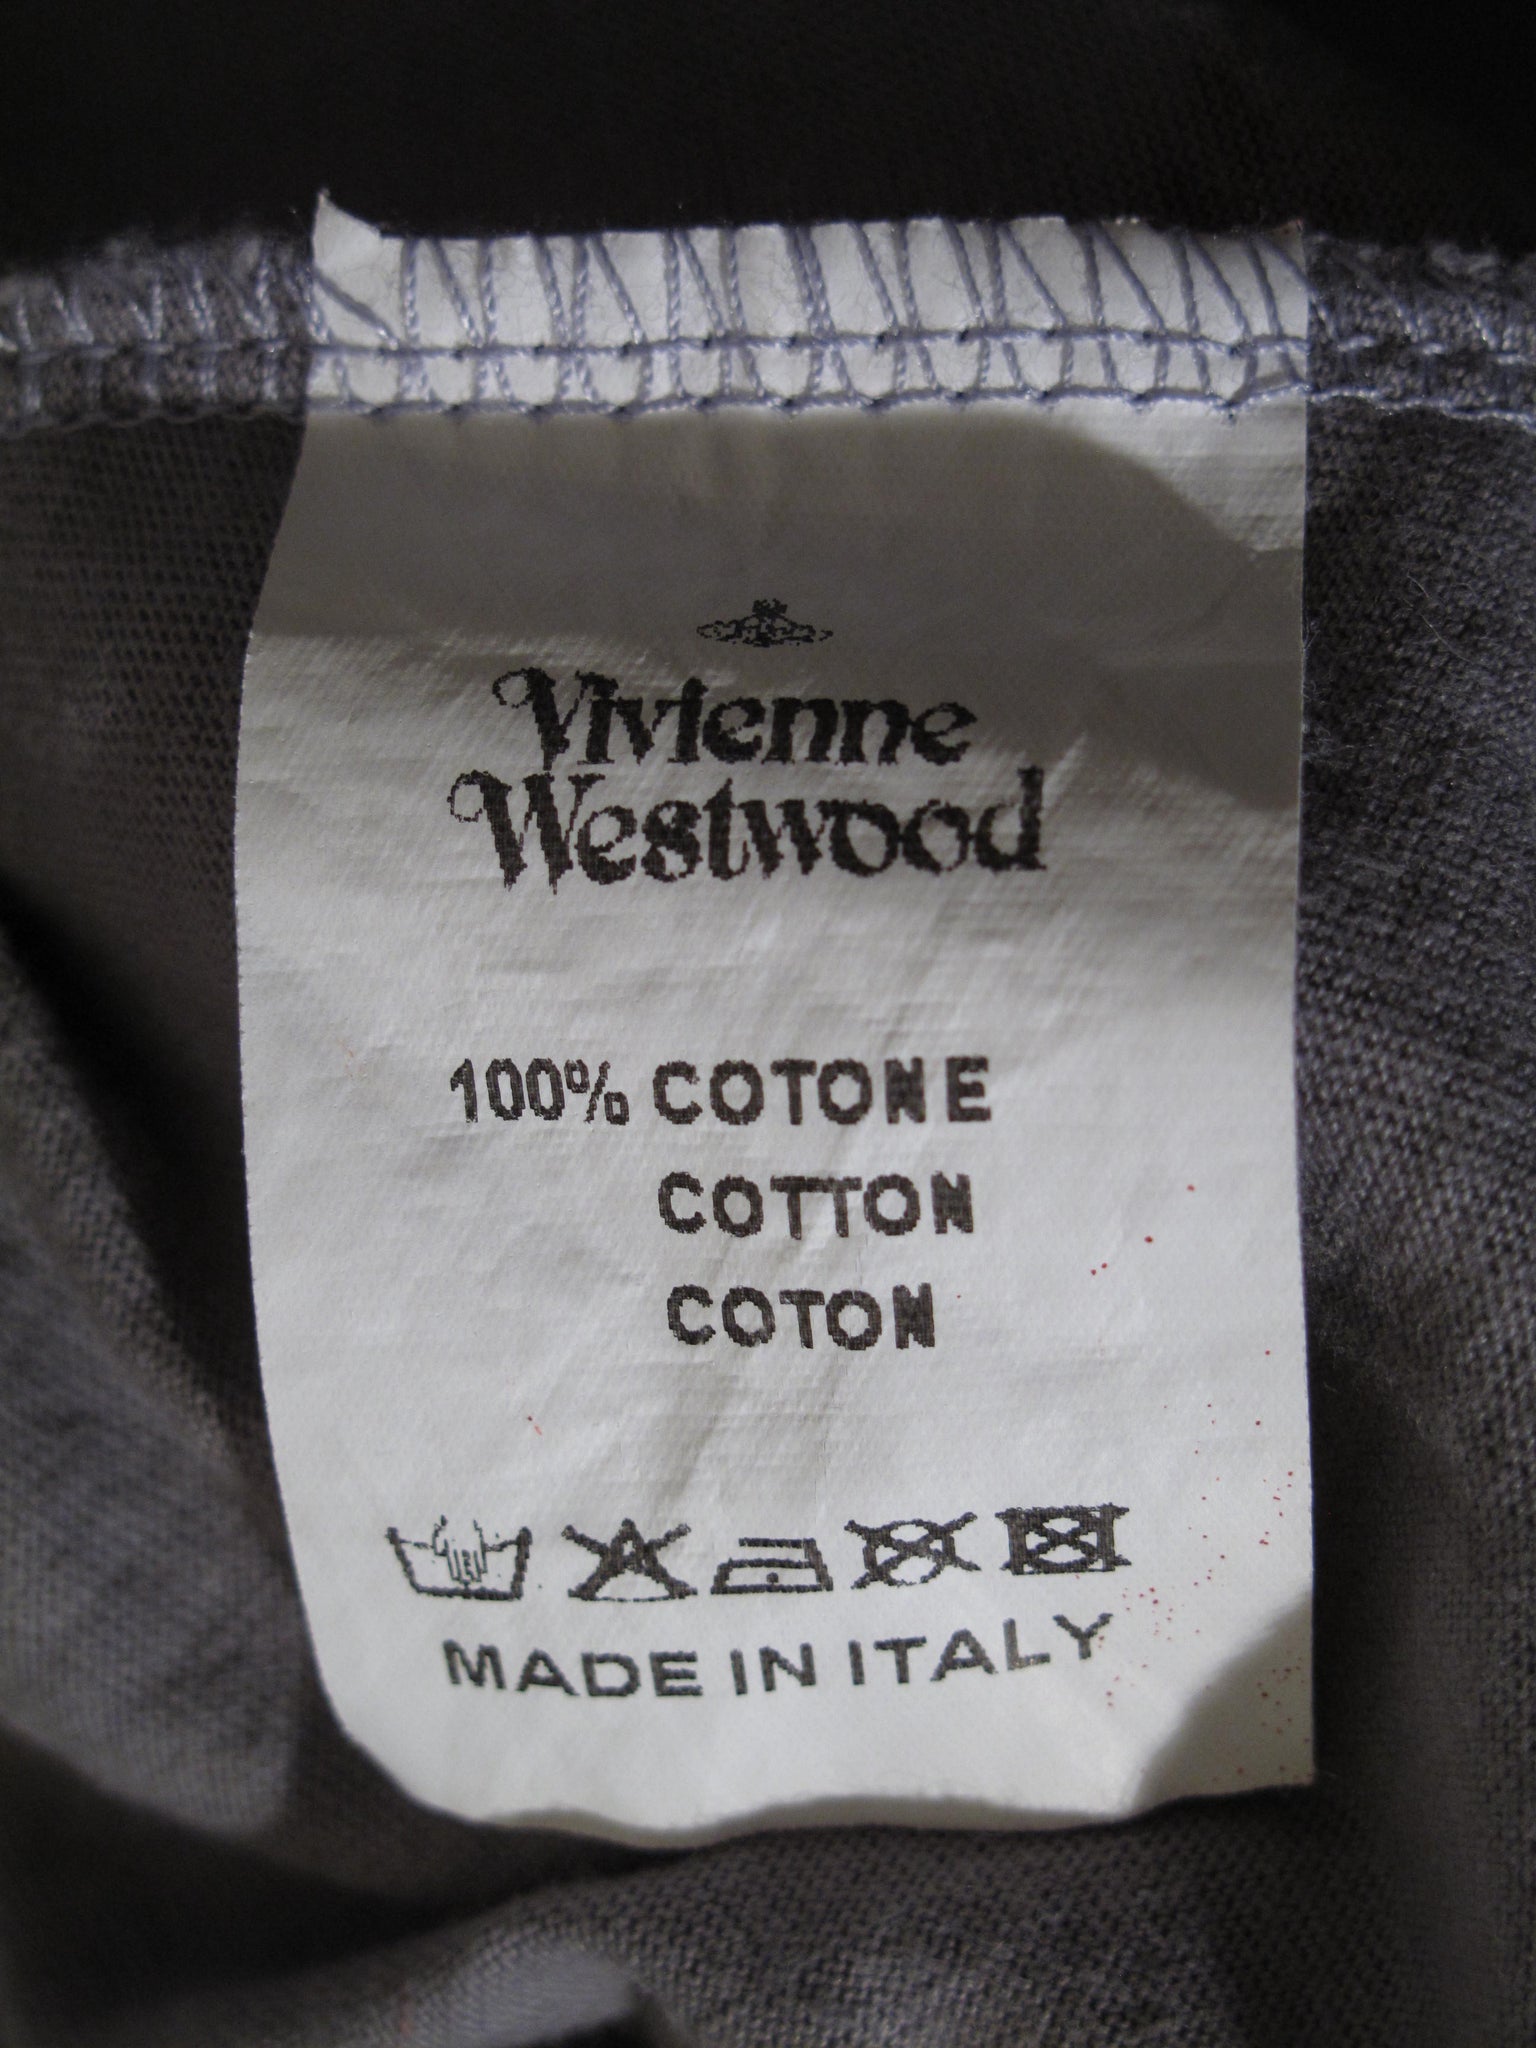 Vivienne
Westwood
100% COTONE
COTTON
COTON
MADE IN ITALY